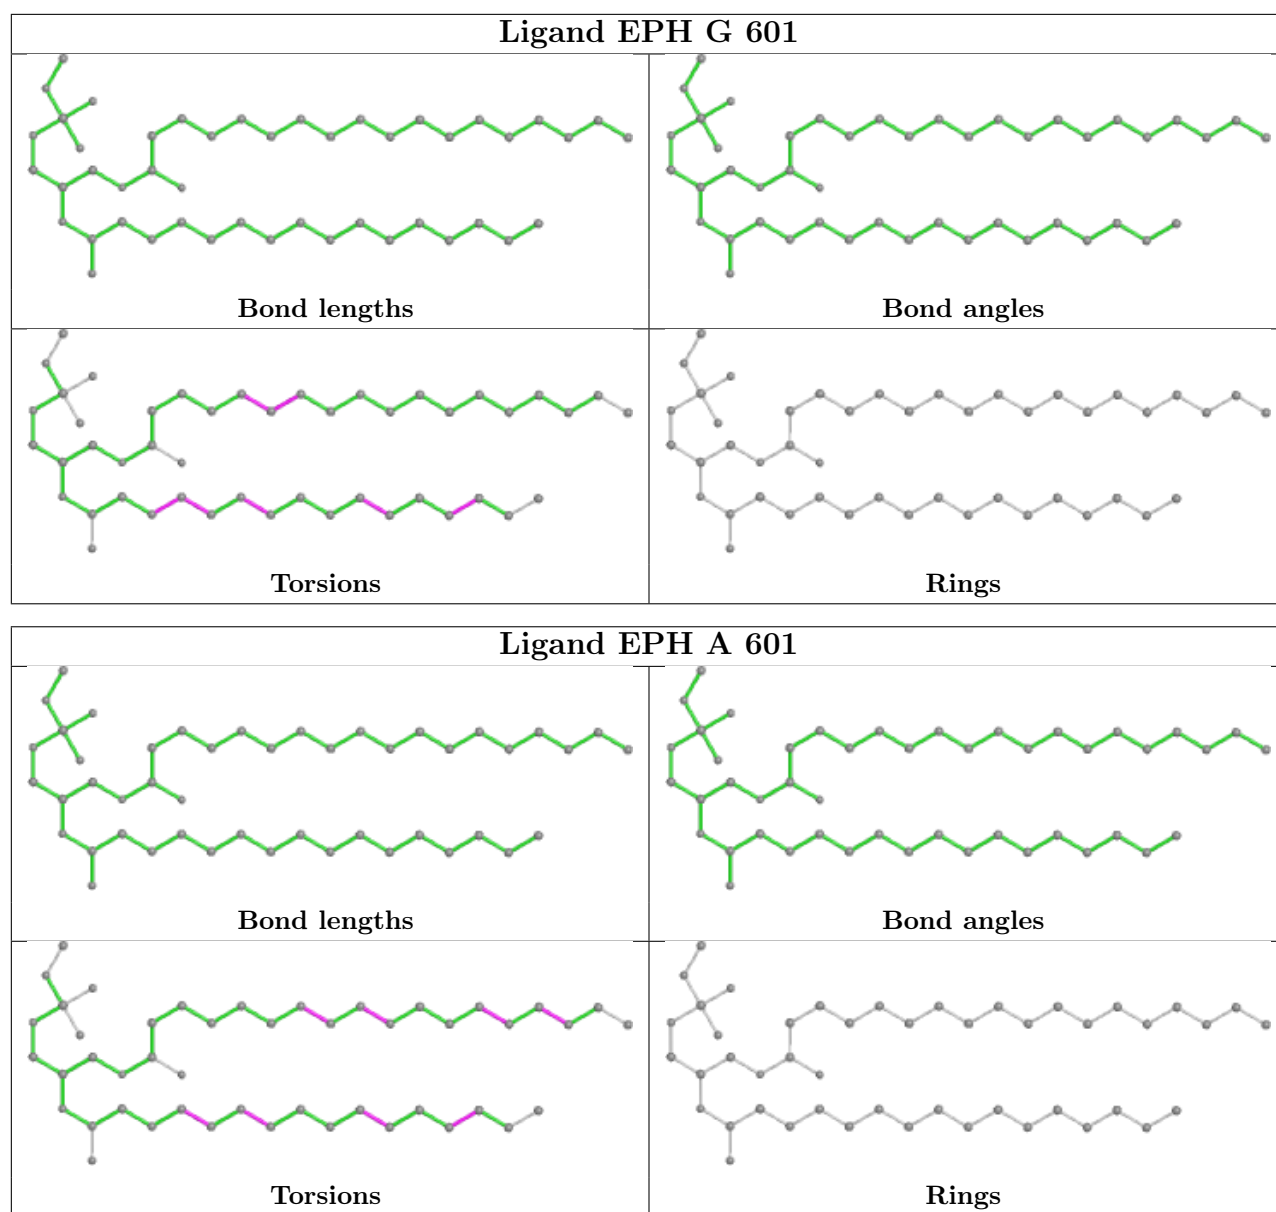 Ligand EPH G 601
Bond lengths
Bond angles
Torsions
Rings
Ligand EPH A 601
Bond lengths
Bond angles
Torsions
Rings